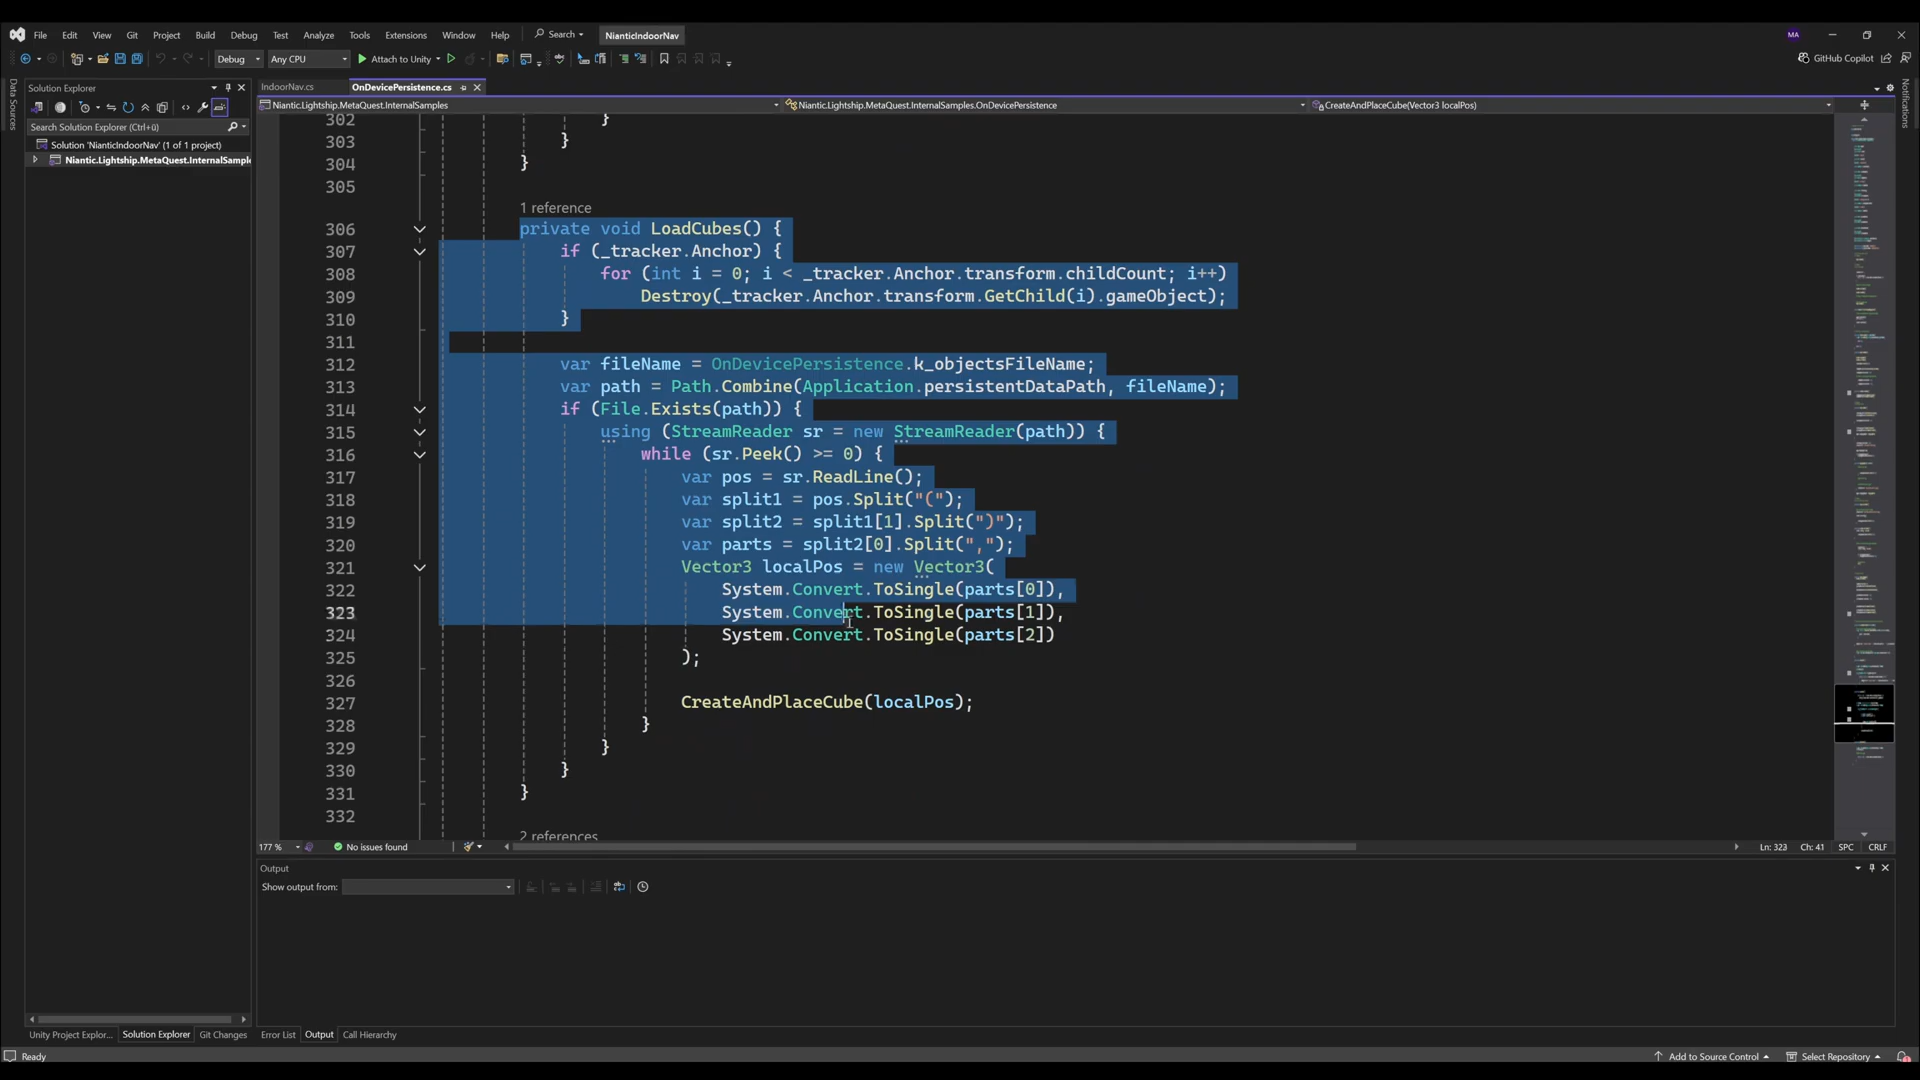 File Edit View Git Project Build Debug Test Analyze Tools Extensions Window Help Search NianticIndoorNav MA
Debug Any CPU Attach to Unity GitHub Copilot
Data Sources
Solution Explorer
Search Solution Explorer (Ctrl+ü)
Solution 'NianticIndoorNav' (1 of 1 project)
Niantic.Lightship.MetaQuest.InternalSample
IndoorNav.cs OnDevicePersistence.cs
Niantic.Lightship.MetaQuest.InternalSamples Niantic.Lightship.MetaQuest.InternalSamples.OnDevicePersistence CreateAndPlaceCube(Vector3 localPos)
Notifications
302 }
303 }
304 }
305
1 reference
306 private void LoadCubes() {
307 if (_tracker.Anchor) {
308 for (int i = 0; i < _tracker.Anchor.transform.childCount; i++)
309 Destroy(_tracker.Anchor.transform.GetChild(i).gameObject);
310 }
311
312 var fileName = OnDevicePersistence.k_objectsFileName;
313 var path = Path.Combine(Application.persistentDataPath, fileName);
314 if (File.Exists(path)) {
315 using (StreamReader sr = new StreamReader(path)) {
316 while (sr.Peek() >= 0) {
317 var pos = sr.ReadLine();
318 var split1 = pos.Split("(");
319 var split2 = split1[1].Split(")");
320 var parts = split2[0].Split(",");
321 Vector3 localPos = new Vector3(
322 System.Convert.ToSingle(parts[0]),
323 System.Convert.ToSingle(parts[1]),
324 System.Convert.ToSingle(parts[2])
325 );
326
327 CreateAndPlaceCube(localPos);
328 }
329 }
330 }
331 }
332
2 references
177 % No issues found Ln: 323 Ch: 41 SPC CRLF
Output
Show output from:
Unity Project Explor... Solution Explorer Git Changes Error List Output Call Hierarchy
Ready Add to Source Control Select Repository